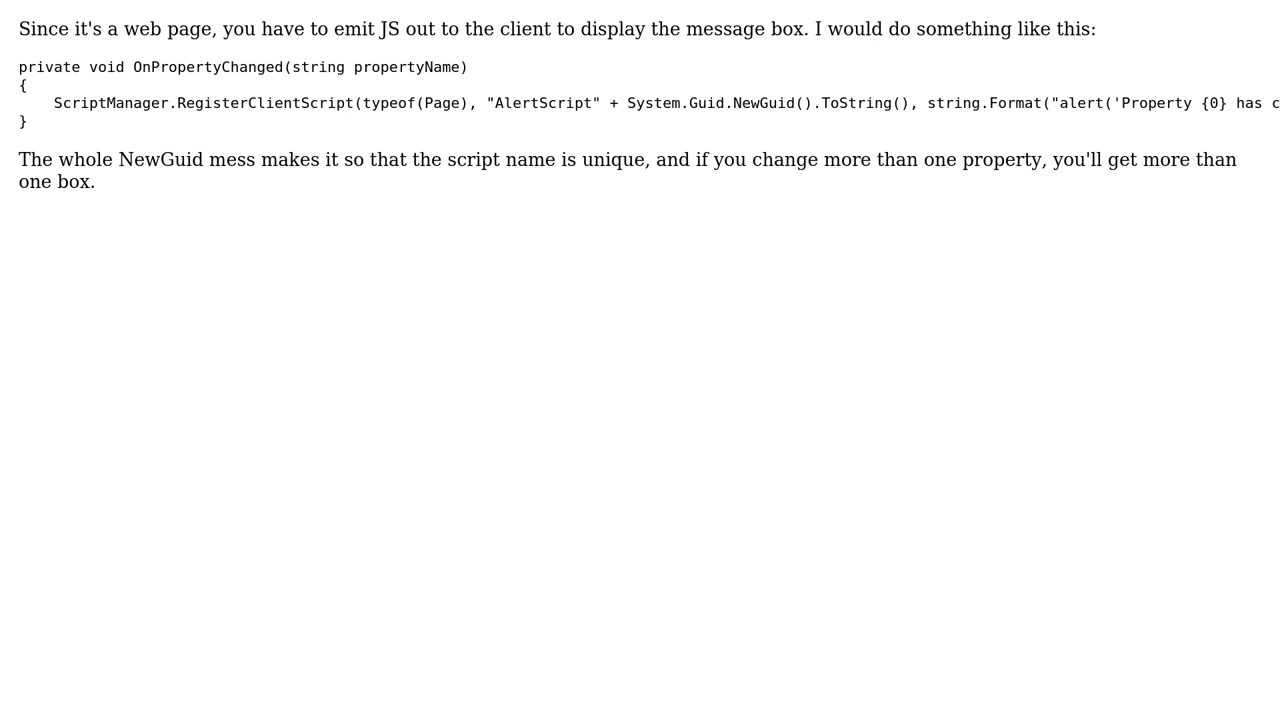 Since it's a web page, you have to emit JS out to the client to display the message box. I would do something like this:
private void OnPropertyChanged(string propertyName)
{
    ScriptManager.RegisterClientScript(typeof(Page), "AlertScript" + System.Guid.NewGuid().ToString(), string.Format("alert('Property {0} has c
}
The whole NewGuid mess makes it so that the script name is unique, and if you change more than one property, you'll get more than
one box.